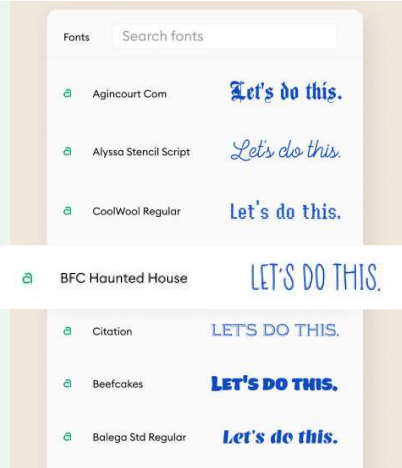 Fonts Search fonts
Agincourt Com Let's do this.
Alyssa Stencil Script Let's do this.
CoolWool Regular Let's do this.
BFC Haunted House LET'S DO THIS.
Citation LET'S DO THIS.
Beefcakes LET'S DO THIS.
Balega Std Regular Let's do this.